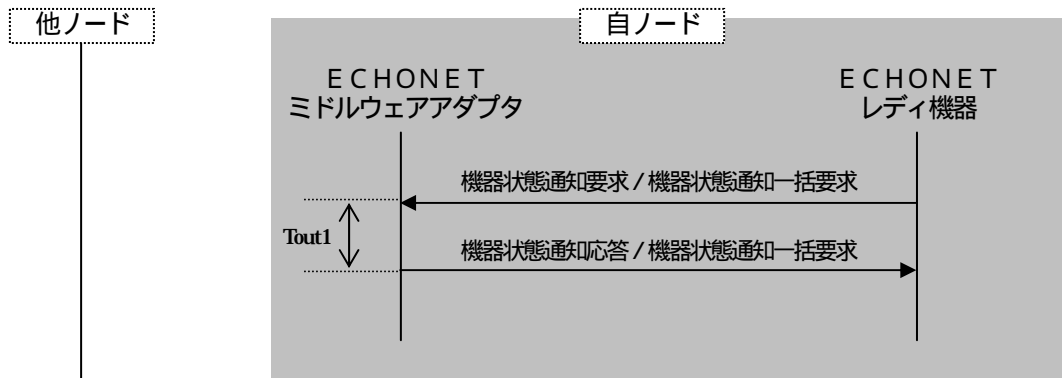 他ノード
自ノード
ＥＣＨＯＮＥＴ
ミドルウェアアダプタ
ＥＣＨＯＮＥＴ
レディ機器
機器状態通知要求／機器状態通知一括要求
Tout1
機器状態通知応答／機器状態通知一括要求